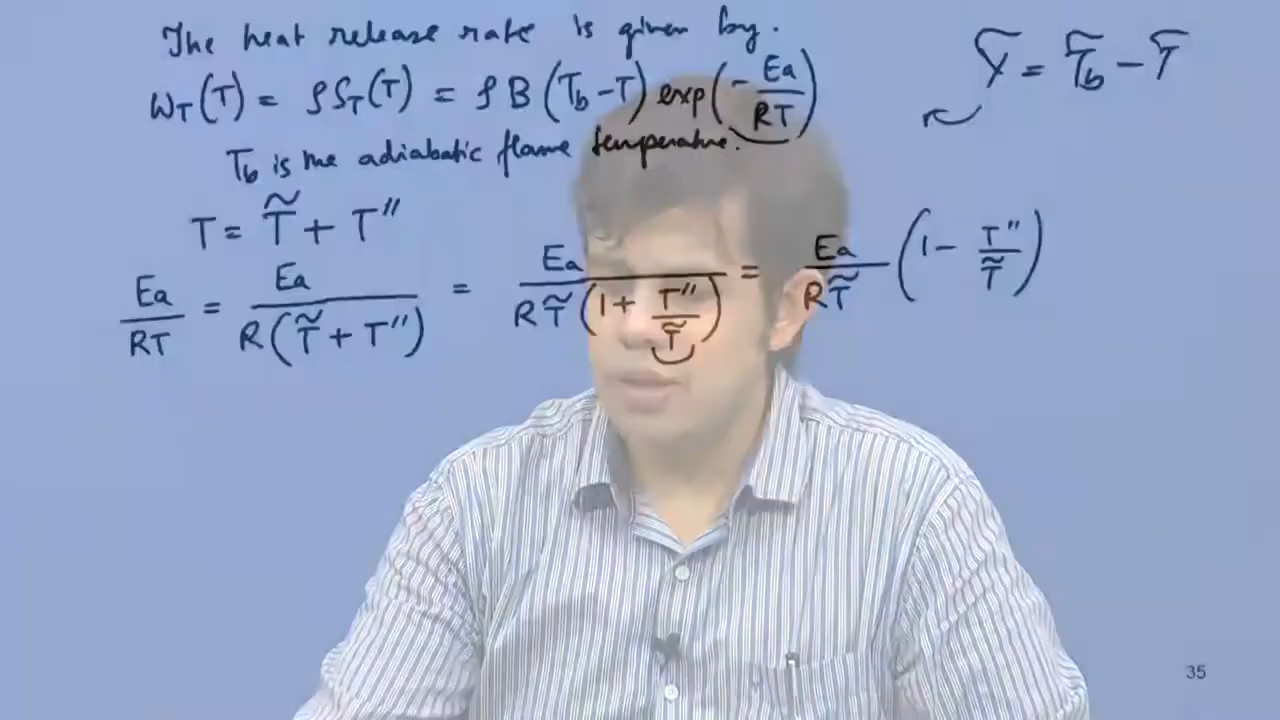 The heat release rate is given by.
ω_T(T) = ρS_T(T) = ρB(T_b - T) exp(-Ea/RT)
Ỹ = T̃_b - T̃
T_b is the adiabatic flame temperature.
T = T̃ + T″
Ea/RT = Ea/R(T̃ + T″) = Ea/RT̃(1 + T″/T̃) = Ea/RT̃ (1 - T″/T̃)
35